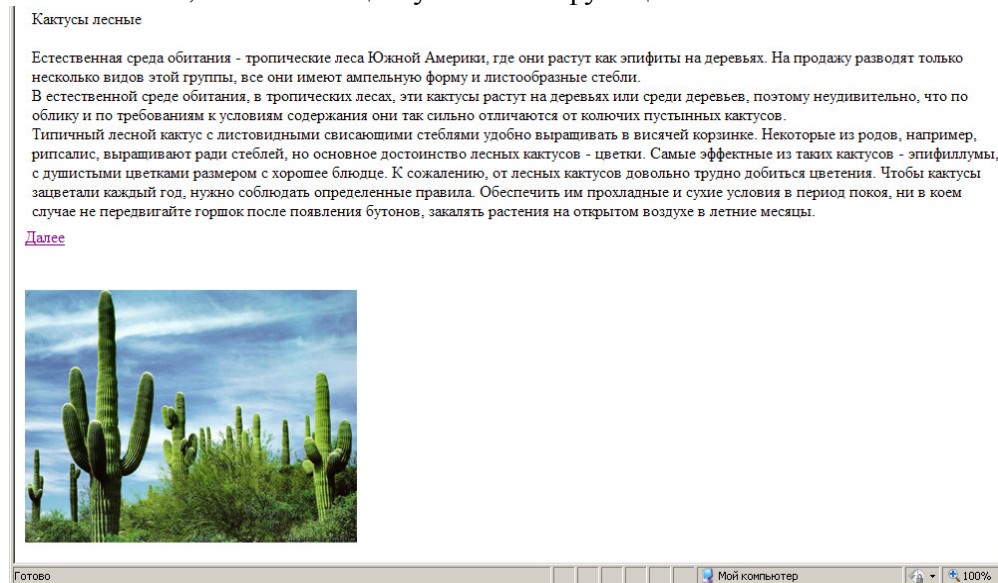 Кактусы лесные
Естественная среда обитания - тропические леса Южной Америки, где они растут как эпифиты на деревьях. На продажу разводят только
несколько видов этой группы, все они имеют ампельную форму и листообразные стебли.
В естественной среде обитания, в тропических лесах, эти кактусы растут на деревьях или среди деревьев, поэтому неудивительно, что по
облику и по требованиям к условиям содержания они так сильно отличаются от колючих пустынных кактусов.
Типичный лесной кактус с листовидными свисающими стеблями удобно выращивать в висячей корзинке. Некоторые из родов, например,
рипсалис, выращивают ради стеблей, но основное достоинство лесных кактусов - цветки. Самые эффектные из таких кактусов - эпифиллумы,
с душистыми цветками размером с хорошее блюдце. К сожалению, от лесных кактусов довольно трудно добиться цветения. Чтобы кактусы
зацветали каждый год, нужно соблюдать определенные правила. Обеспечить им прохладные и сухие условия в период покоя, ни в коем
случае не передвигайте горшок после появления бутонов, закалять растения на открытом воздухе в летние месяцы.
Далее
Готово
Мой компьютер
100%